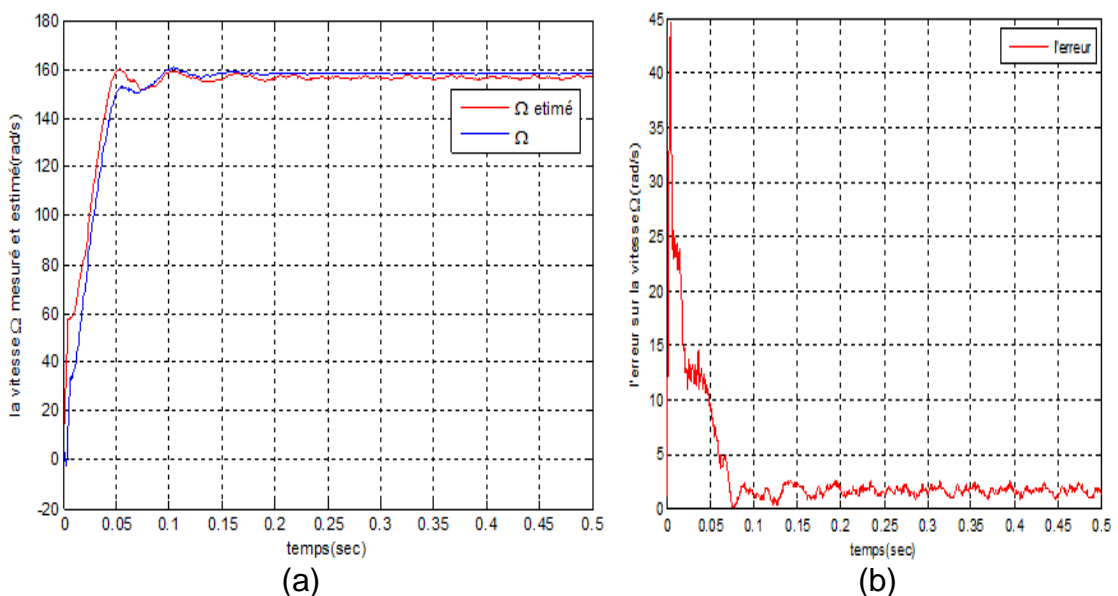 la vitesse Ω mesuré et estimé(rad/s)
180
160
140
120
100
80
60
40
20
0
-20
Ω etimé
Ω
0 0.05 0.1 0.15 0.2 0.25 0.3 0.35 0.4 0.45 0.5
temps(sec)
(a)
l'erreur sur la vitesse Ω (rad/s)
45
40
35
30
25
20
15
10
5
0
l'erreur
0 0.05 0.1 0.15 0.2 0.25 0.3 0.35 0.4 0.45 0.5
temps(sec)
(b)